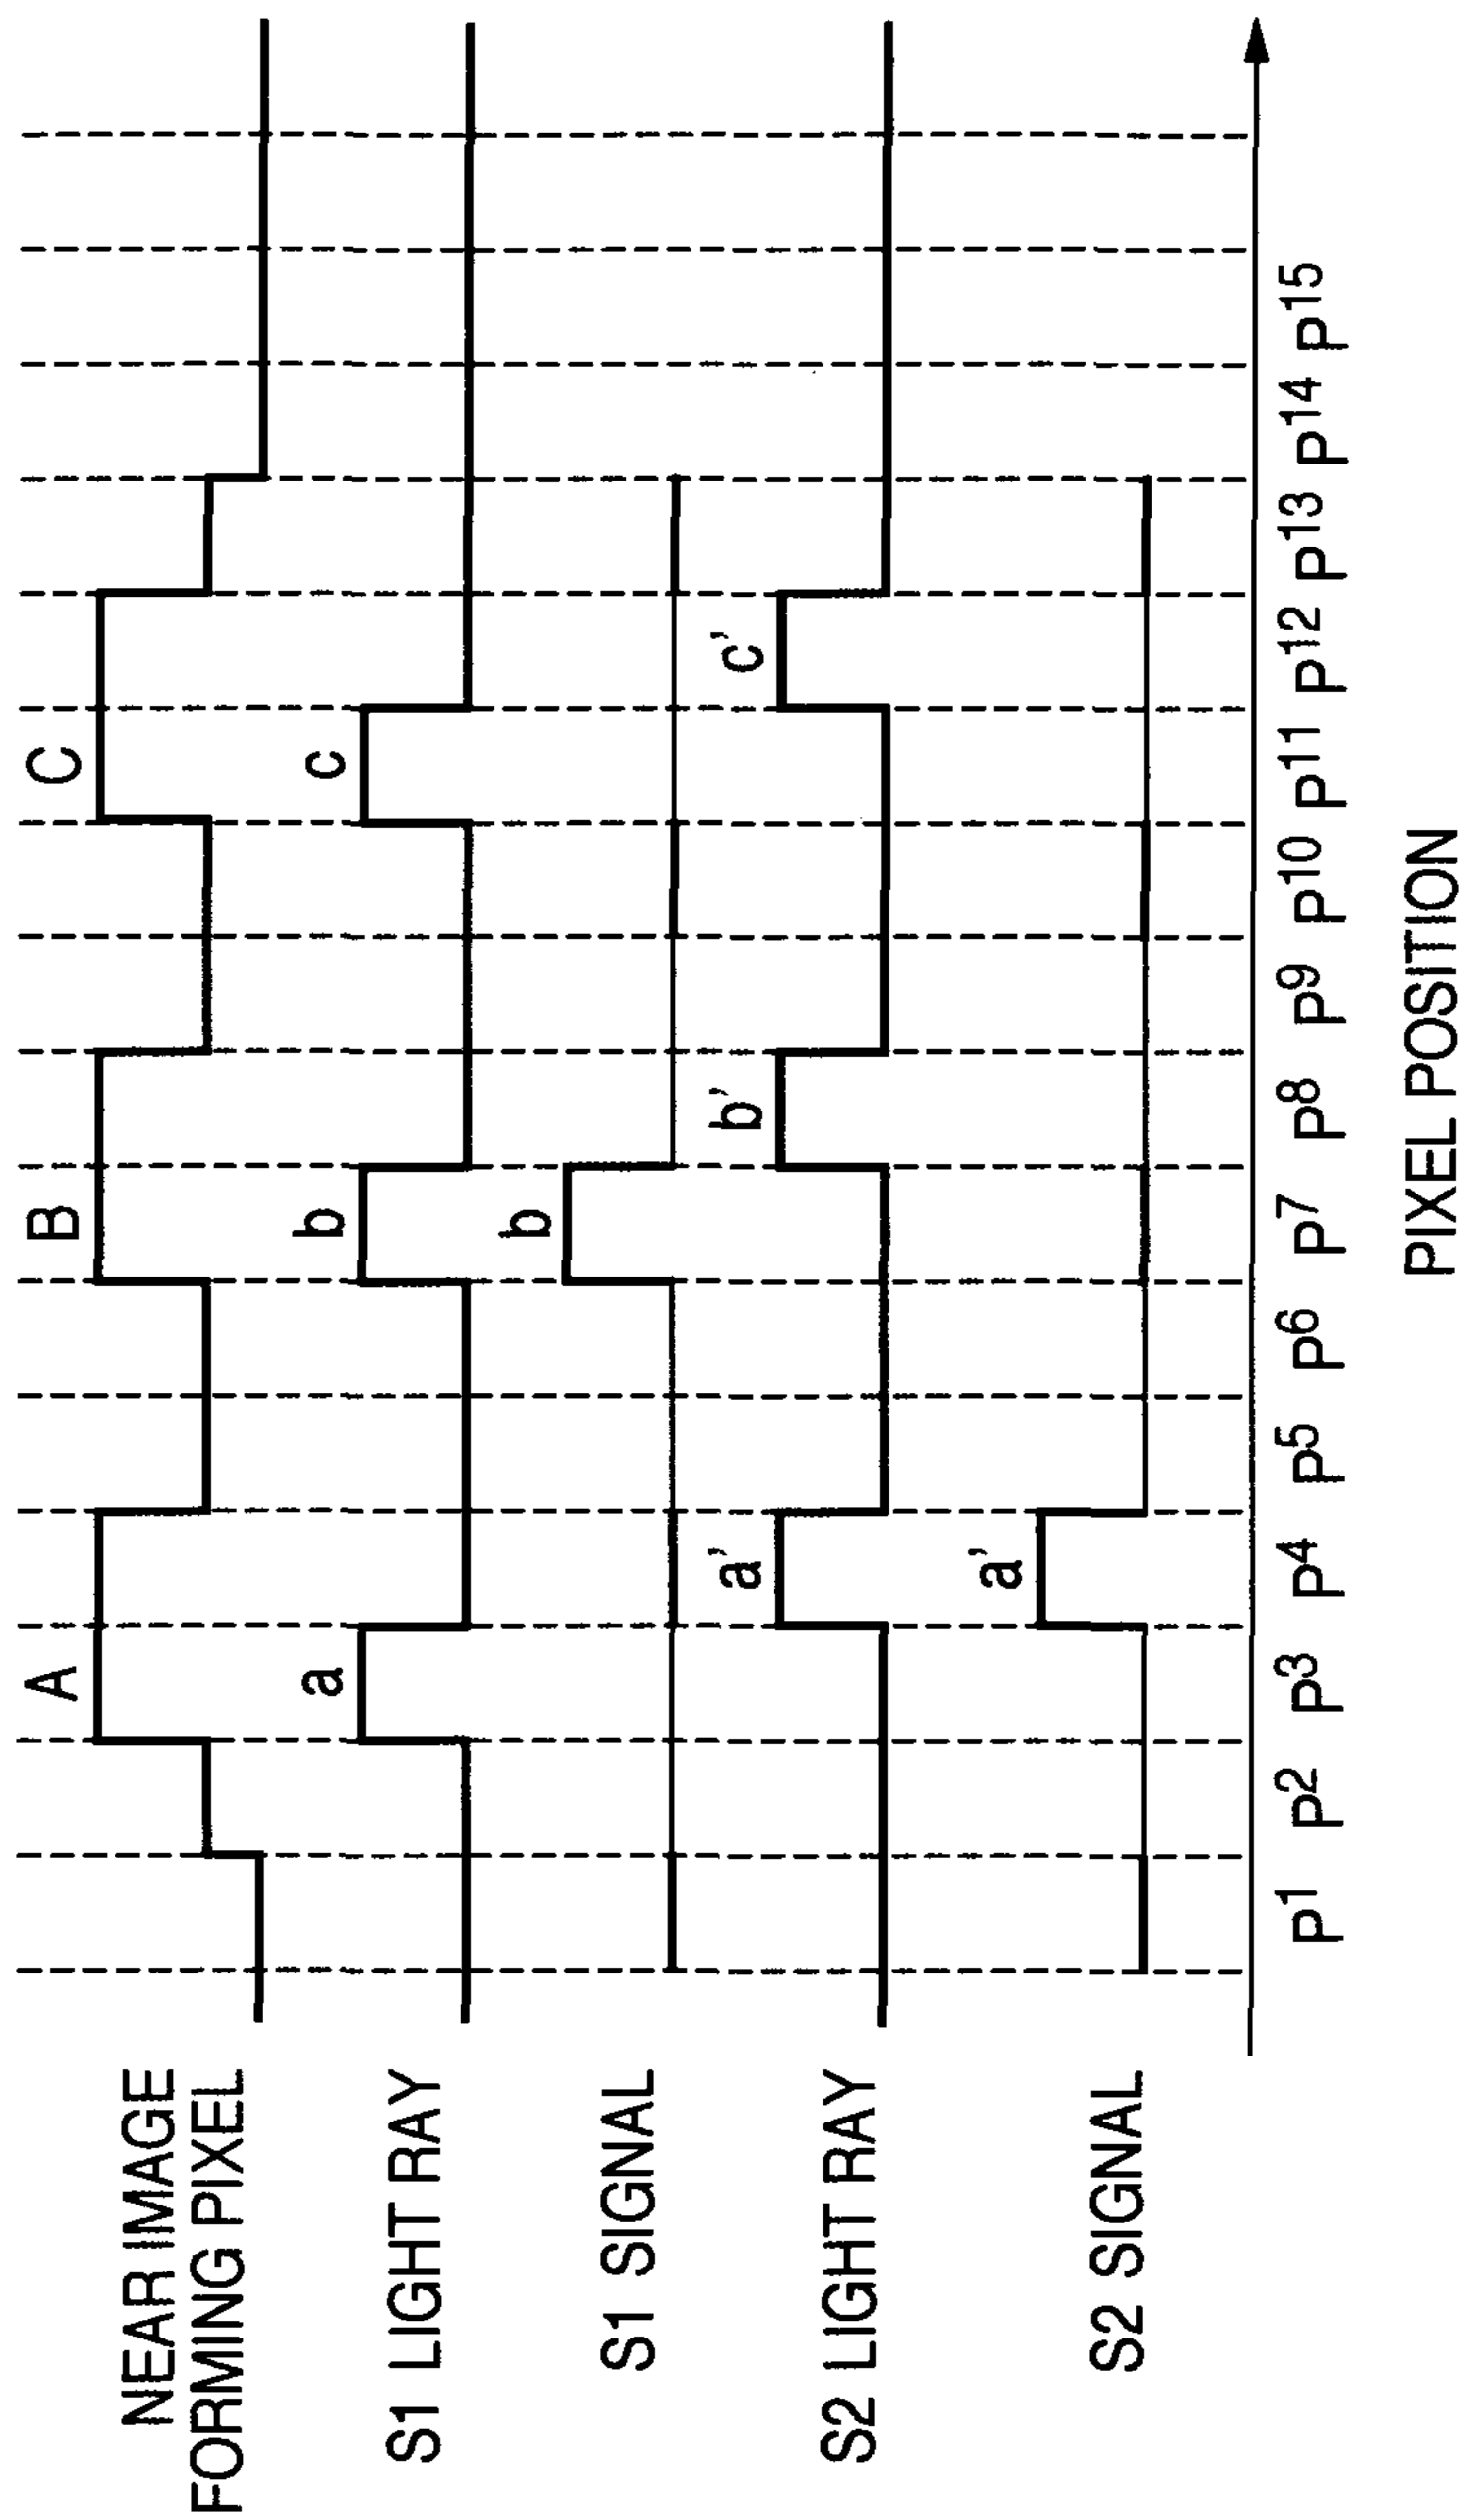 A B C
NEAR IMAGE
FORMING PIXEL
a b c
S1 LIGHT RAY
b
S1 SIGNAL
a' b' c'
S2 LIGHT RAY
a'
S2 SIGNAL
p1 p2 p3 p4 p5 p6 p7 p8 p9 p10 p11 p12 p13 p14 p15
PIXEL POSITION